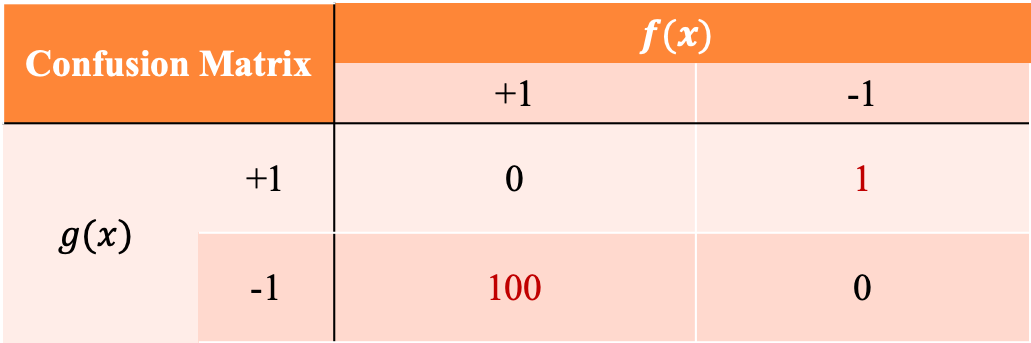 Confusion Matrix
f(x)
+1 -1
g(x)
+1 0 1
-1 100 0